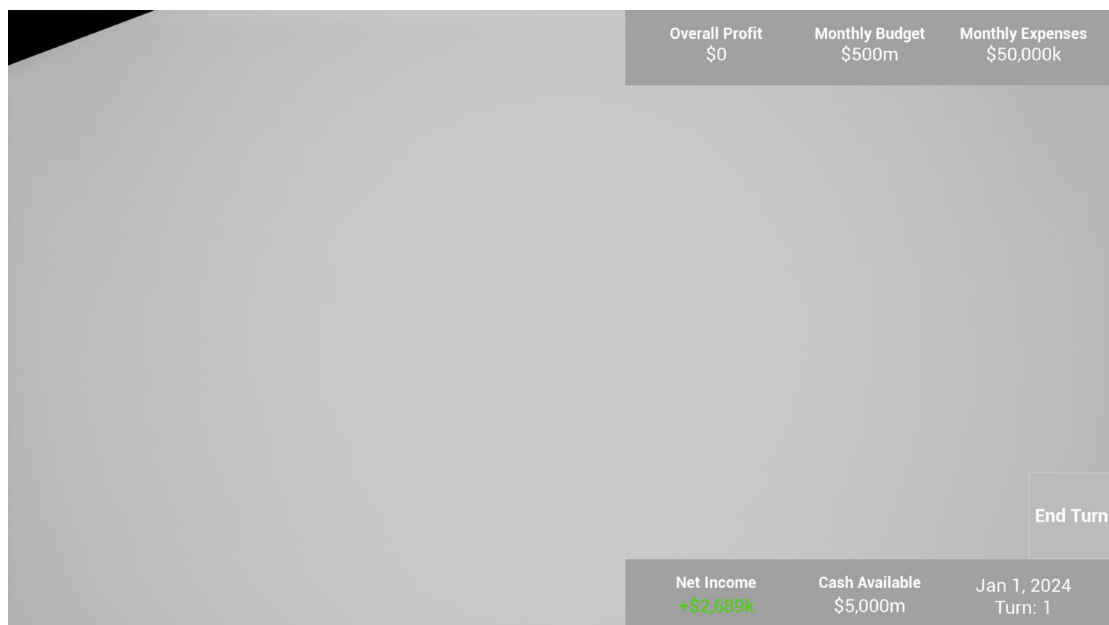 Overall Profit
$0
Monthly Budget
$500m
Monthly Expenses
$50,000k
End Turn
Net Income
+$2,689k
Cash Available
$5,000m
Jan 1, 2024
Turn: 1